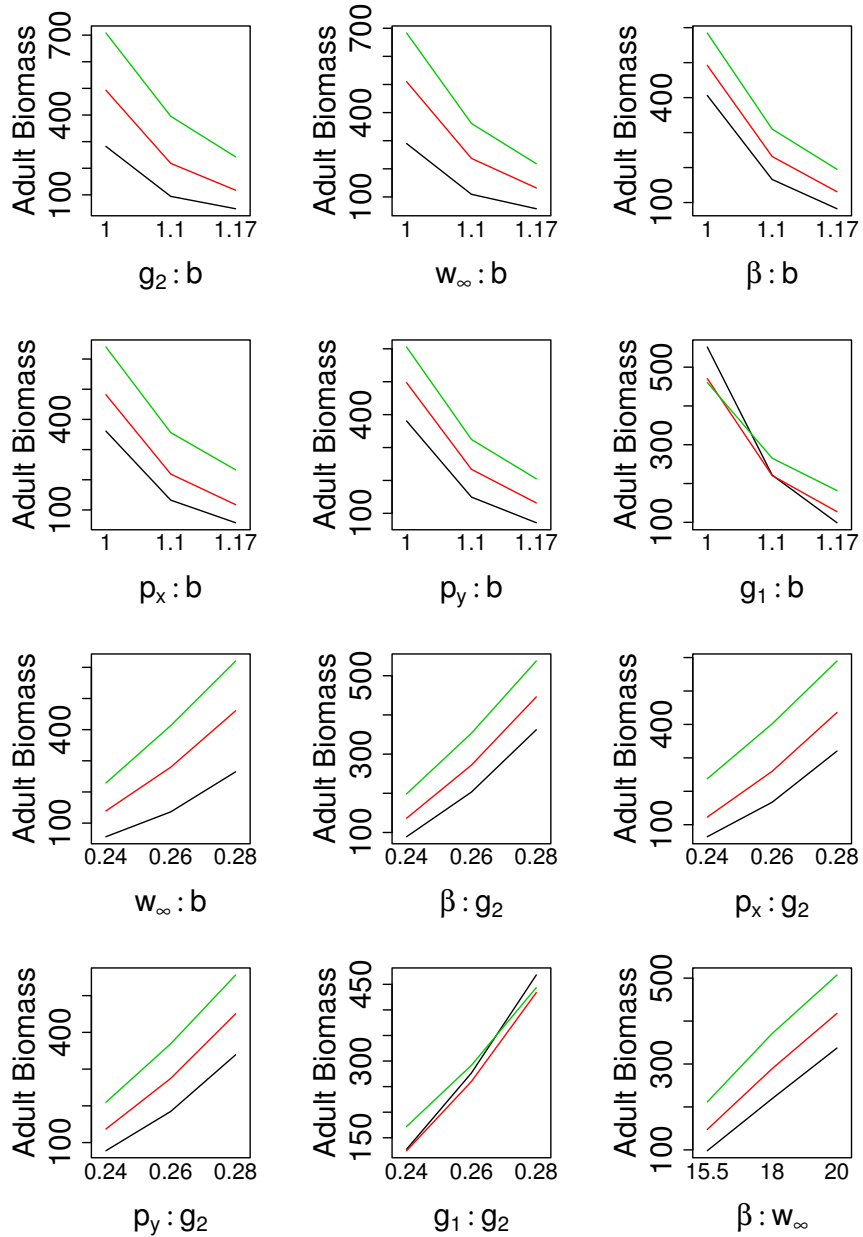 Adult Biomass
100 400 700
1 1.1 1.17
g₂ : b
Adult Biomass
100 400 700
1 1.1 1.17
w∞ : b
Adult Biomass
100 400
1 1.1 1.17
β : b
Adult Biomass
100 400
1 1.1 1.17
pₓ : b
Adult Biomass
100 400
1 1.1 1.17
p_y : b
Adult Biomass
100 300 500
1 1.1 1.17
g₁ : b
Adult Biomass
100 400
0.24 0.26 0.28
w∞ : b
Adult Biomass
100 300 500
0.24 0.26 0.28
β : g₂
Adult Biomass
100 400
0.24 0.26 0.28
pₓ : g₂
Adult Biomass
100 400
0.24 0.26 0.28
p_y : g₂
Adult Biomass
150 300 450
0.24 0.26 0.28
g₁ : g₂
Adult Biomass
100 300 500
15.5 18 20
β : w∞